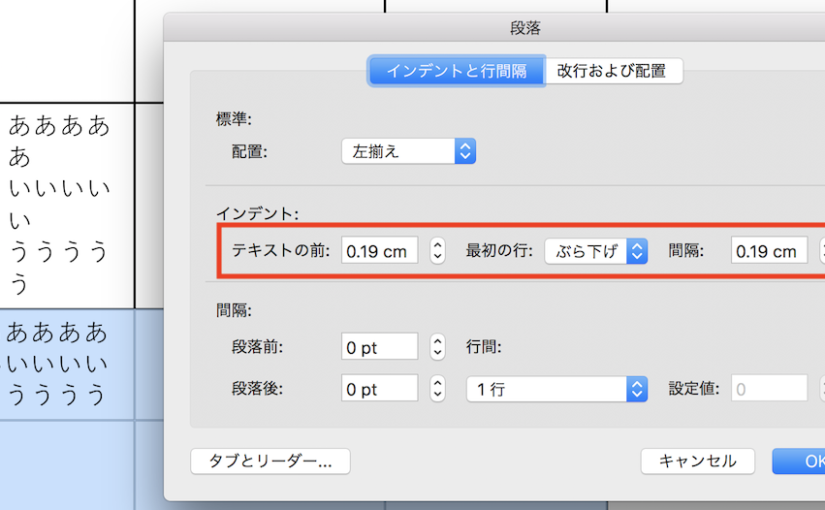 段落
インデントと行間隔 改行および配置
標準:
配置: 左揃え
インデント:
テキストの前: 0.19 cm 最初の行: ぶら下げ 間隔: 0.19 cm
間隔:
段落前: 0 pt 行間:
段落後: 0 pt 1 行 設定値: 0
タブとリーダー... キャンセル OK
ああああ
あ
いいいい
い
うううう
う
ああああ
いいいい
うううう